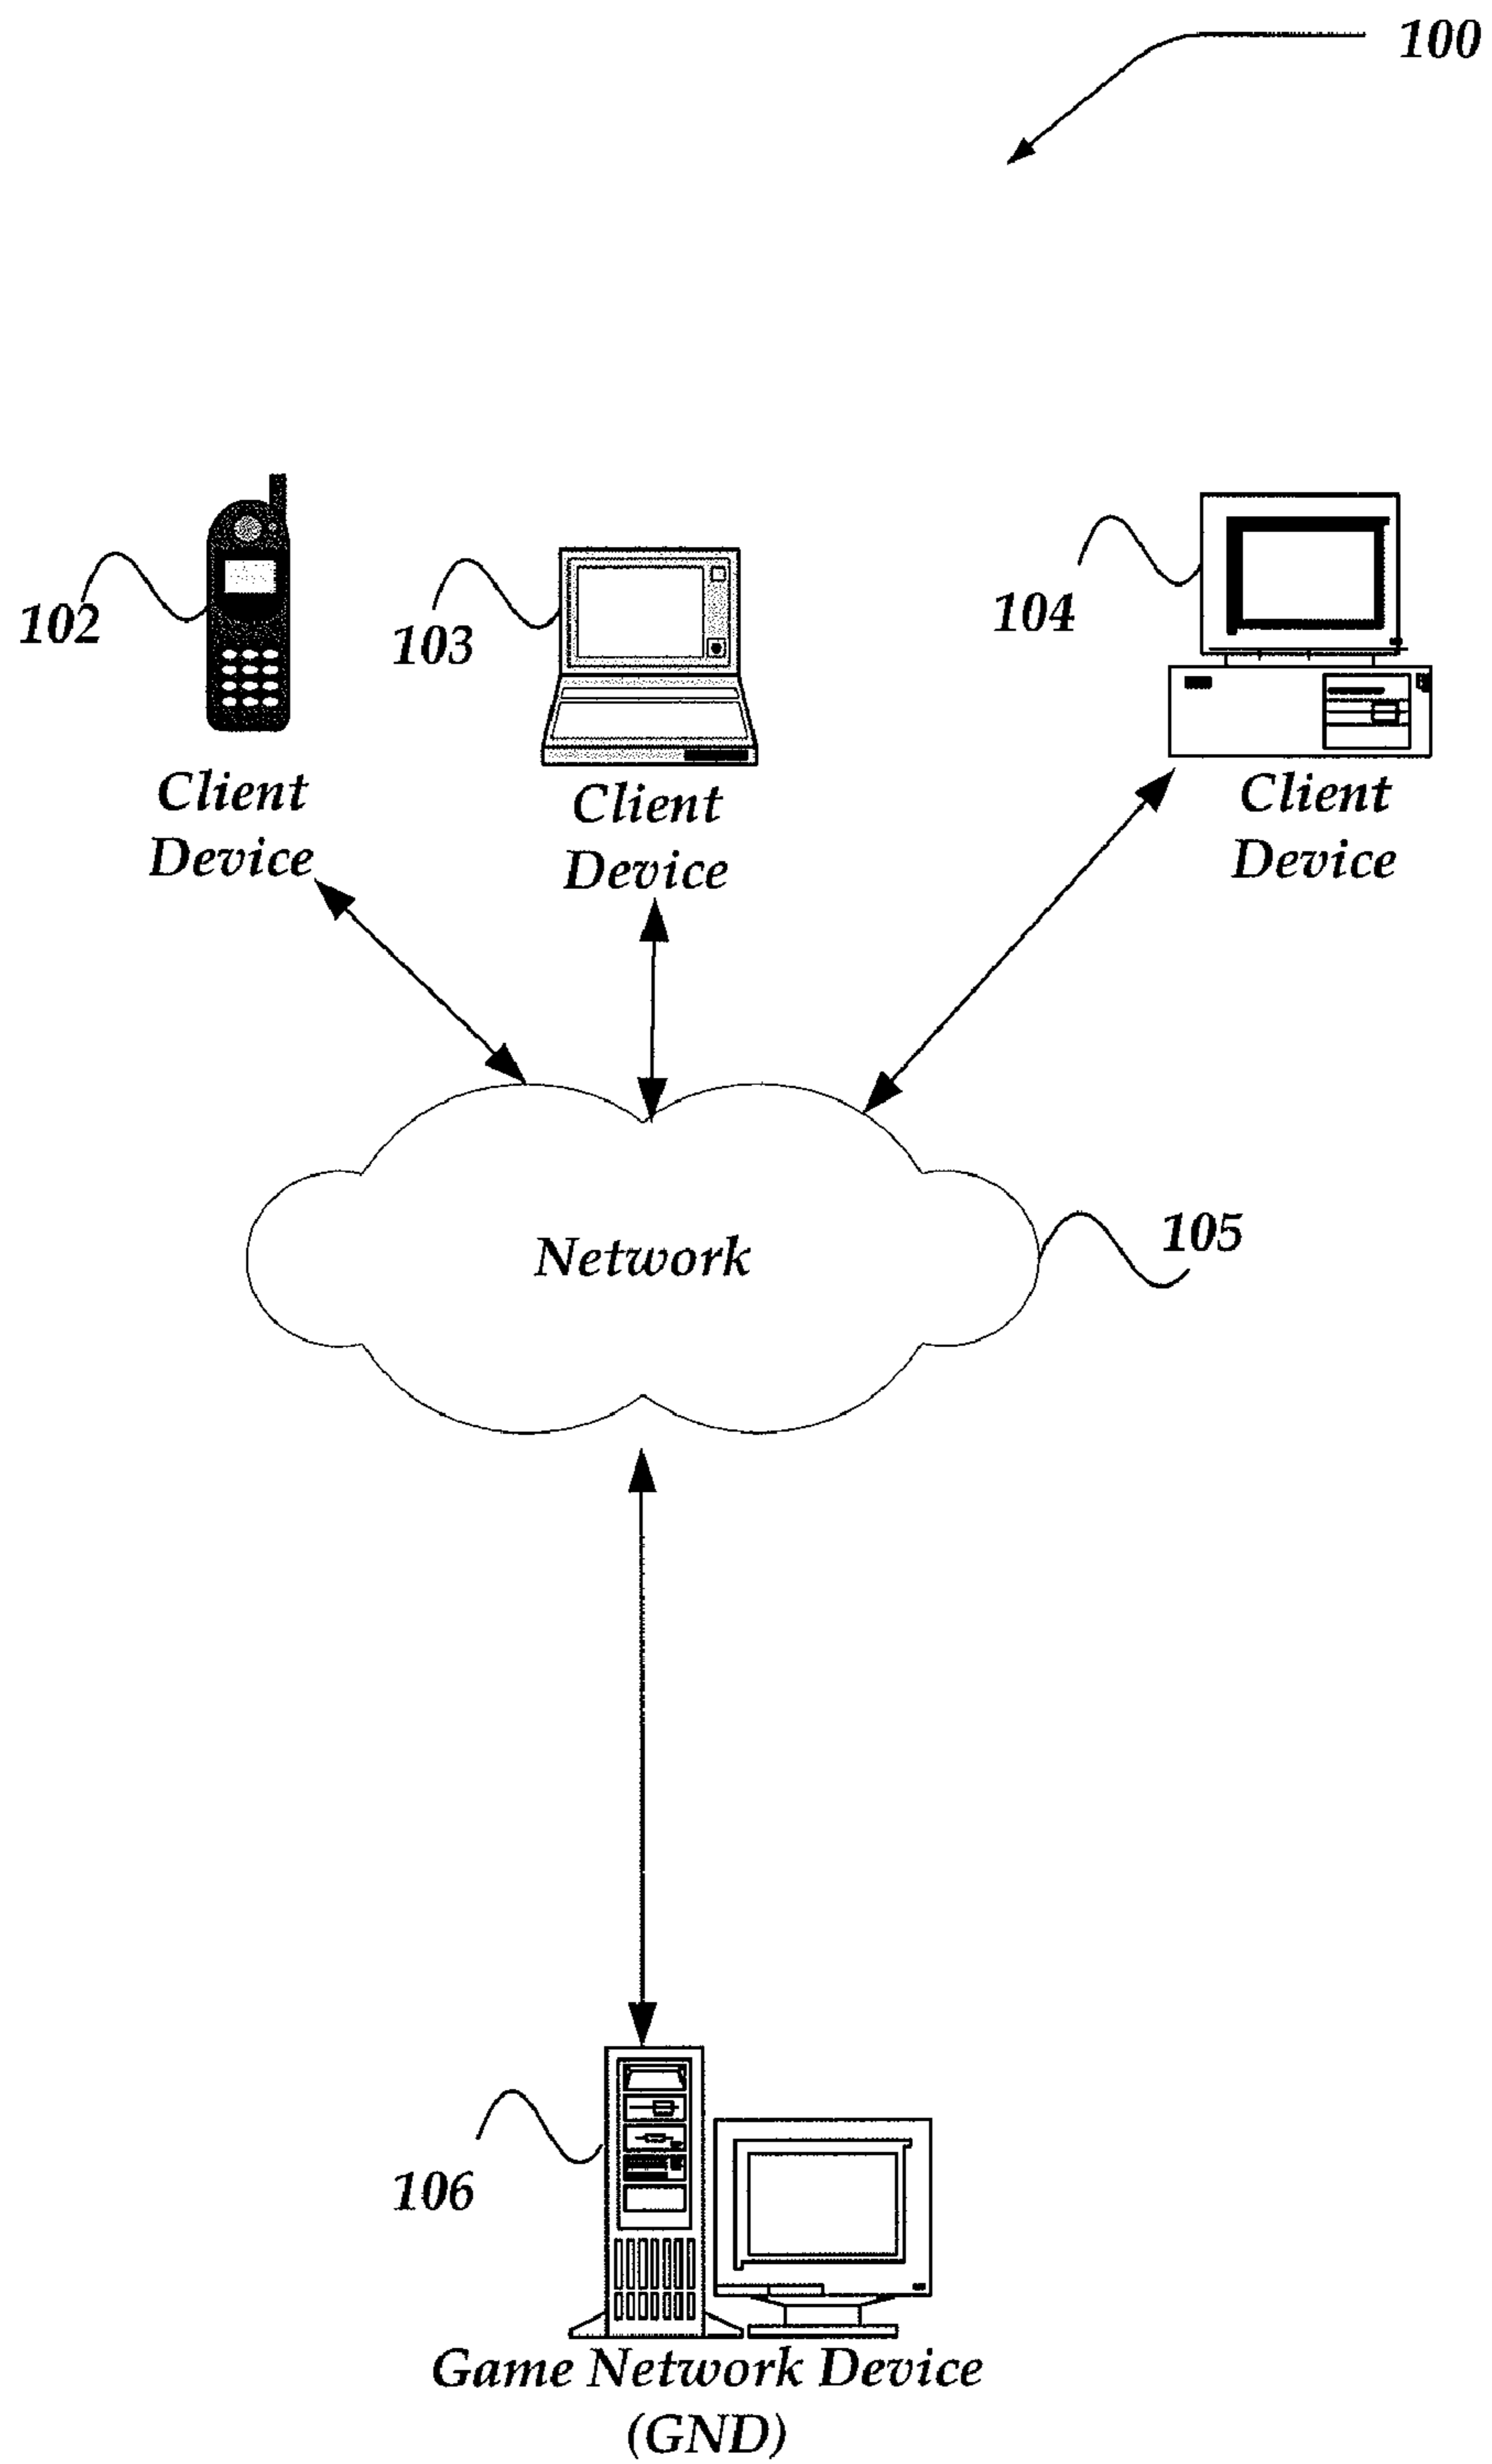 100
102
103
104
Client
Device
Client
Device
Client
Device
Network
105
106
Game Network Device
(GND)